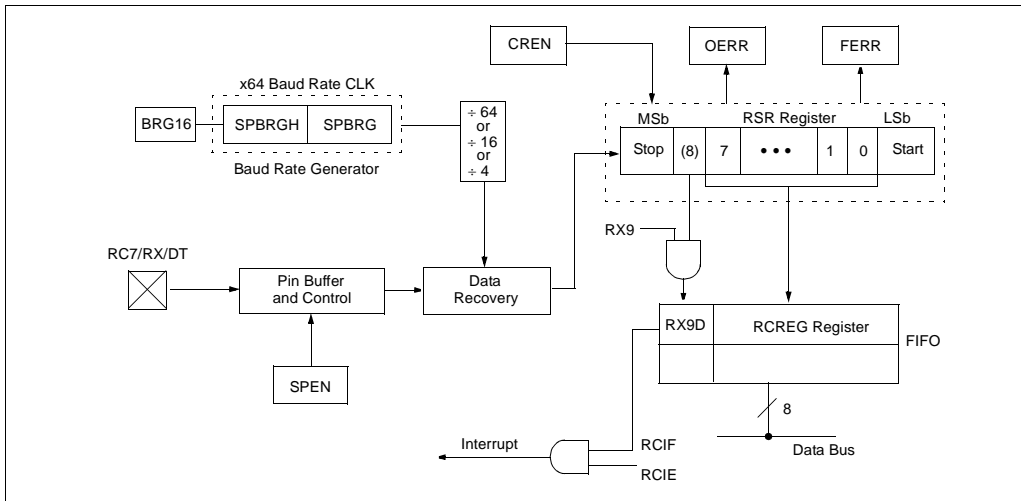 CREN
OERR
FERR
x64 Baud Rate CLK
BRG16
SPBRGH
SPBRG
Baud Rate Generator
÷ 64
or
÷ 16
or
÷ 4
MSb
RSR Register
LSb
Stop
(8)
7
• • •
1
0
Start
RX9
RC7/RX/DT
Pin Buffer
and Control
Data
Recovery
SPEN
RX9D
RCREG Register
FIFO
8
Data Bus
Interrupt
RCIF
RCIE